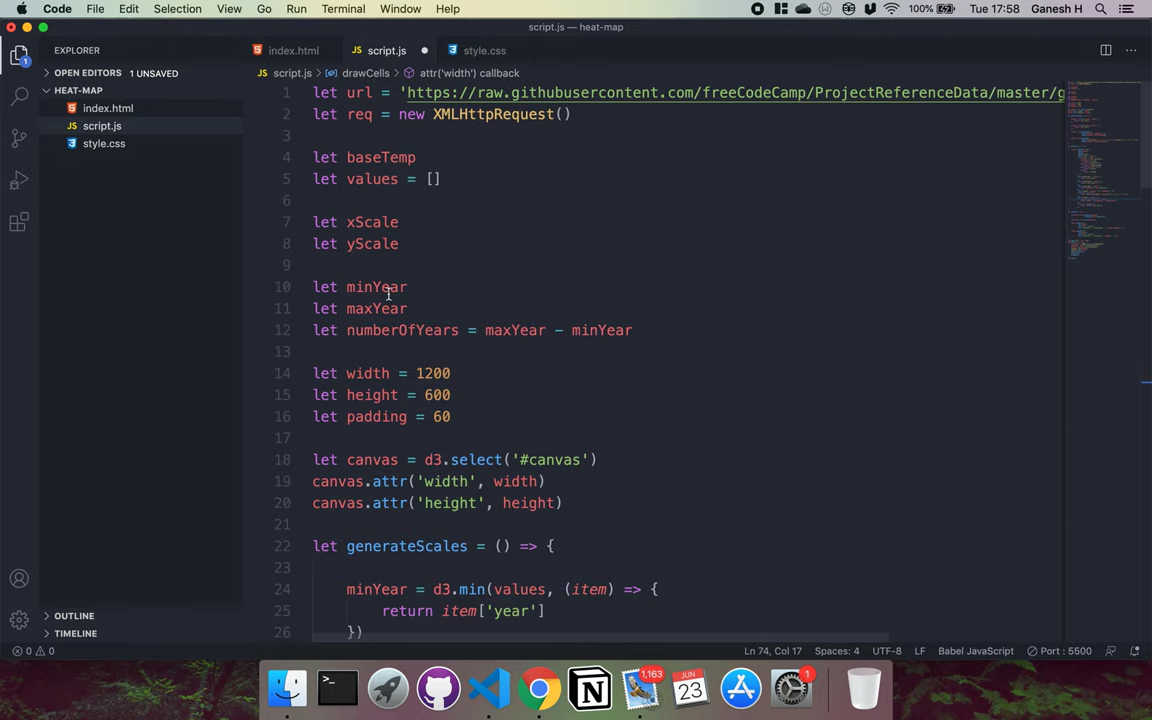 Code File Edit Selection View Go Run Terminal Window Help 100% Tue 17:58 Ganesh H
script.js — heat-map
EXPLORER
index.html
script.js
style.css
OPEN EDITORS 1 UNSAVED
script.js > drawCells > attr('width') callback
HEAT-MAP
index.html
script.js
style.css
1 let url = 'https://raw.githubusercontent.com/freeCodeCamp/ProjectReferenceData/master/g
2 let req = new XMLHttpRequest()
3
4 let baseTemp
5 let values = []
6
7 let xScale
8 let yScale
9
10 let minYear
11 let maxYear
12 let numberOfYears = maxYear - minYear
13
14 let width = 1200
15 let height = 600
16 let padding = 60
17
18 let canvas = d3.select('#canvas')
19 canvas.attr('width', width)
20 canvas.attr('height', height)
21
22 let generateScales = () => {
23
24 minYear = d3.min(values, (item) => {
25 return item['year']
26 })
OUTLINE
TIMELINE
0 0 Ln 74, Col 17 Spaces: 4 UTF-8 LF Babel JavaScript Port : 5500
1
1,163
JUN
23
1